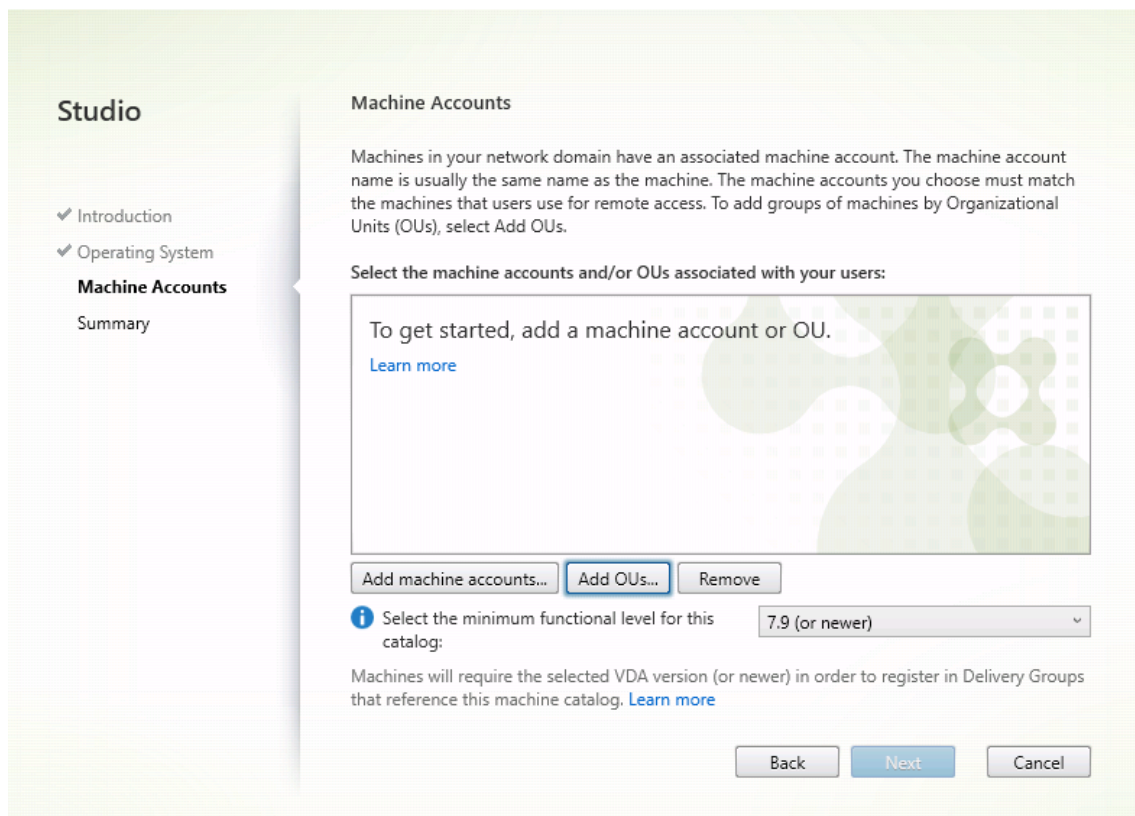 Studio
Introduction
Operating System
Machine Accounts
Summary
Machine Accounts
Machines in your network domain have an associated machine account. The machine account
name is usually the same name as the machine. The machine accounts you choose must match
the machines that users use for remote access. To add groups of machines by Organizational
Units (OUs), select Add OUs.
Select the machine accounts and/or OUs associated with your users:
To get started, add a machine account or OU.
Learn more
Add machine accounts... Add OUs... Remove
Select the minimum functional level for this
catalog:
7.9 (or newer)
Machines will require the selected VDA version (or newer) in order to register in Delivery Groups
that reference this machine catalog. Learn more
Back Next Cancel